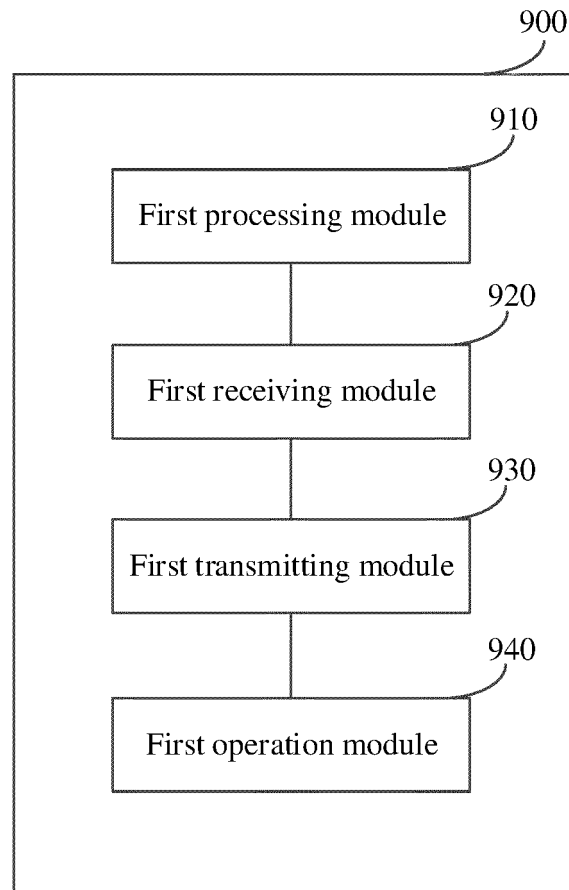 900
910
First processing module
920
First receiving module
930
First transmitting module
940
First operation module